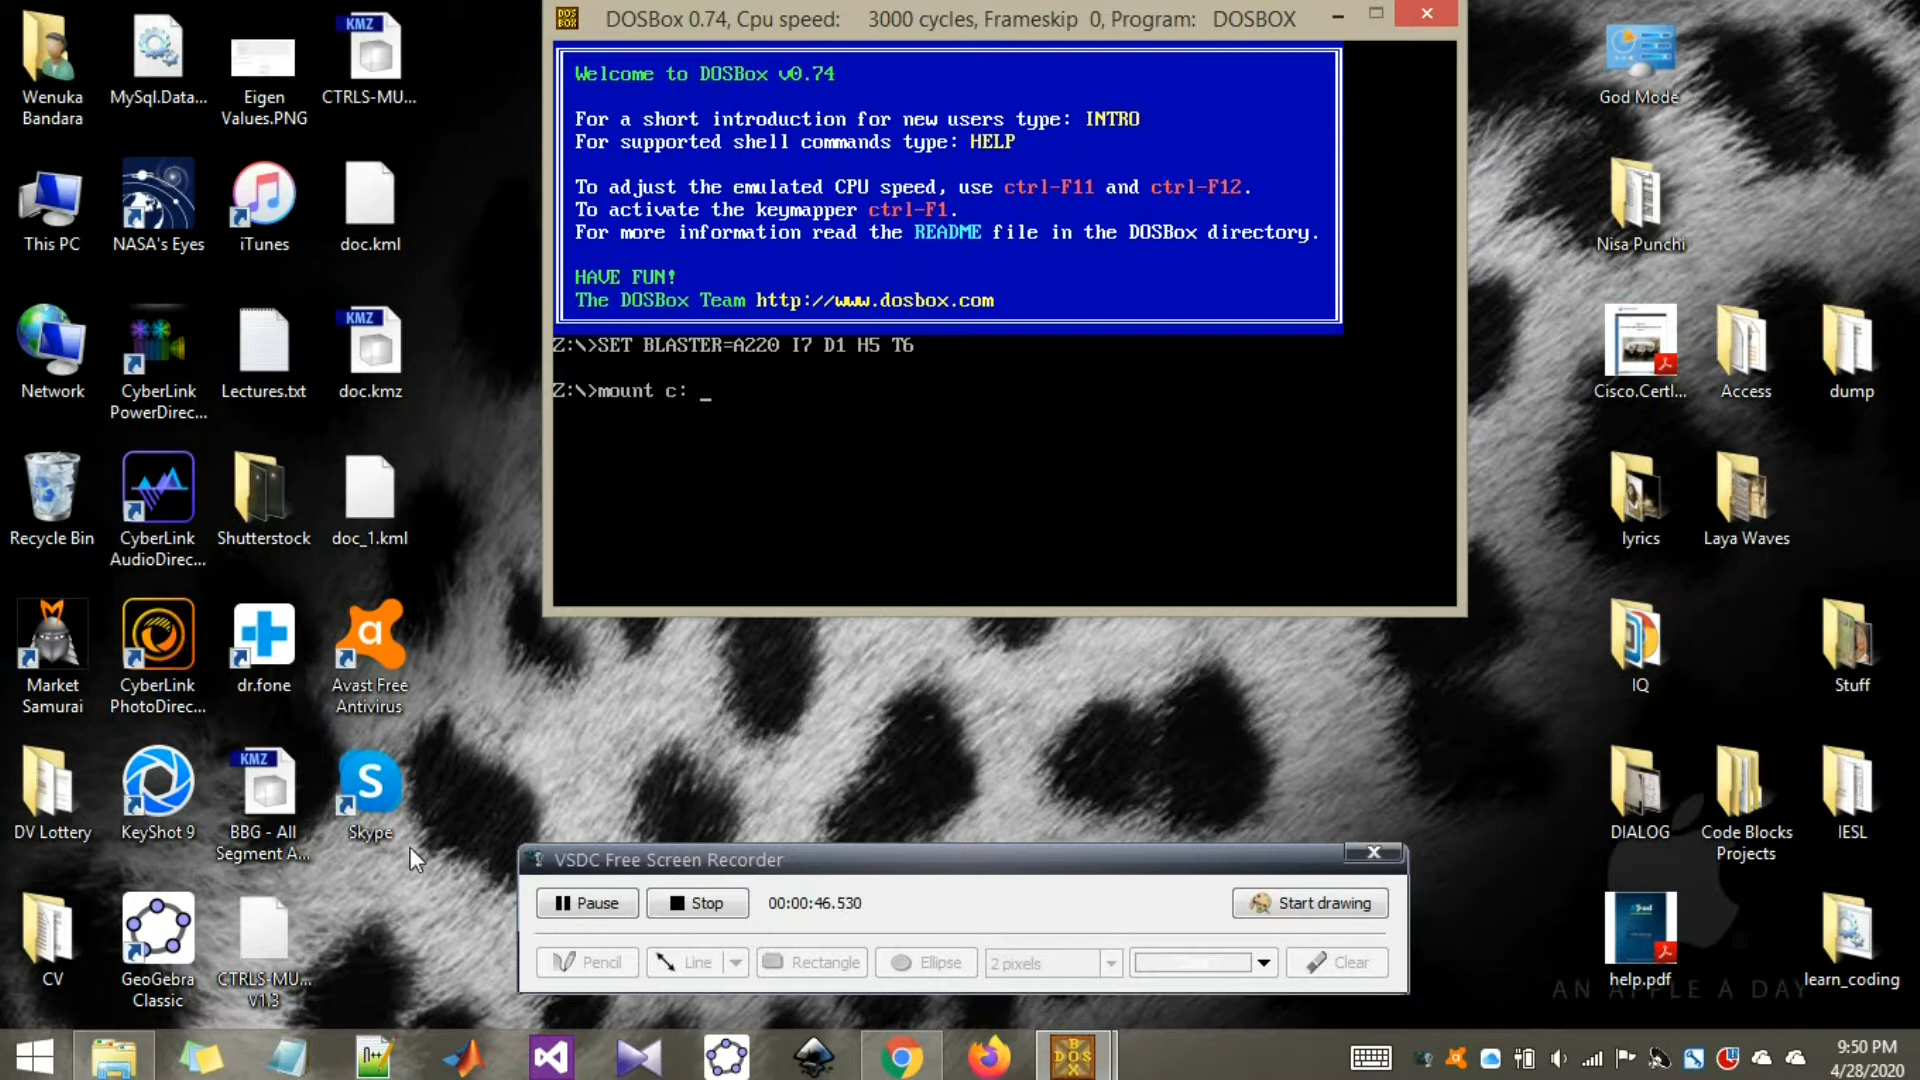 Wenuka
Bandara
MySql.Data...
Eigen
Values.PNG
KMZ
CTRLS-MU...
This PC
NASA's Eyes
iTunes
doc.kml
Network
CyberLink
PowerDirec...
Lectures.txt
KMZ
doc.kmz
Recycle Bin
CyberLink
AudioDirec...
Shutterstock
doc_1.kml
Market
Samurai
CyberLink
PhotoDirec...
dr.fone
Avast Free
Antivirus
DV Lottery
KeyShot 9
KMZ
BBG - All
Segment A...
Skype
CV
GeoGebra
Classic
CTRLS-MU...
V1.3
DOSBox 0.74, Cpu speed: 3000 cycles, Frameskip 0, Program: DOSBOX
Welcome to DOSBox v0.74
For a short introduction for new users type: INTRO
For supported shell commands type: HELP
To adjust the emulated CPU speed, use ctrl-F11 and ctrl-F12.
To activate the keymapper ctrl-F1.
For more information read the README file in the DOSBox directory.
HAVE FUN!
The DOSBox Team http://www.dosbox.com
Z:\>SET BLASTER=A220 I7 D1 H5 T6
Z:\>mount c: _
God Mode
Nisa Punchi
Cisco.Certl...
Access
dump
lyrics
Laya Waves
IQ
Stuff
DIALOG
Code Blocks
Projects
IESL
help.pdf
learn_coding
AN APPLE A DAY
VSDC Free Screen Recorder
Pause
Stop
00:00:46.530
Start drawing
Pencil
Line
Rectangle
Ellipse
2 pixels
Clear
9:50 PM
4/28/2020